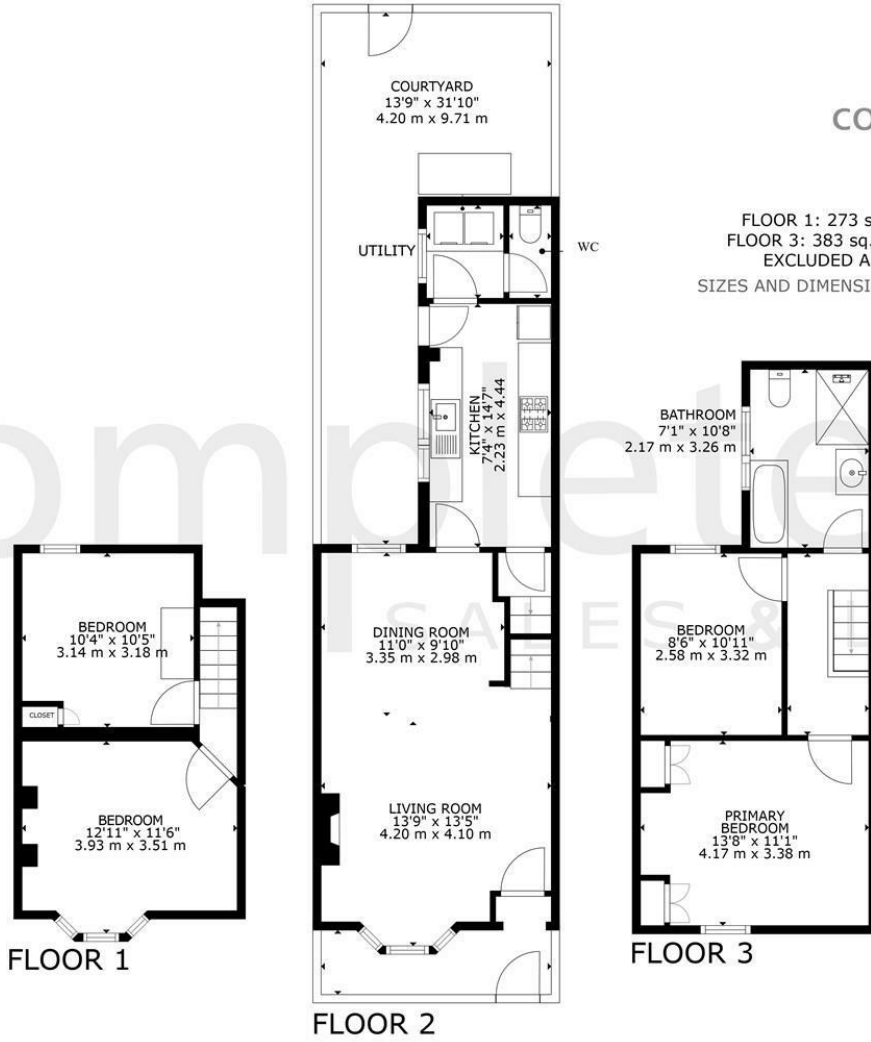 COURTYARD
13'9" x 31'10"
4.20 m x 9.71 m
CO
FLOOR 1: 273 s
FLOOR 3: 383 sq.
EXCLUDED A
SIZES AND DIMENSI
UTILITY
WC
KITCHEN
7'4" x 14'7"
2.23 m x 4.44
BATHROOM
7'1" x 10'8"
2.17 m x 3.26 m
omplete
SALES &
BEDROOM
10'4" x 10'5"
3.14 m x 3.18 m
CLOSET
BEDROOM
12'11" x 11'6"
3.93 m x 3.51 m
FLOOR 1
DINING ROOM
11'0" x 9'10"
3.35 m x 2.98 m
LIVING ROOM
13'9" x 13'5"
4.20 m x 4.10 m
FLOOR 2
BEDROOM
8'6" x 10'11"
2.58 m x 3.32 m
PRIMARY
BEDROOM
13'8" x 11'1"
4.17 m x 3.38 m
FLOOR 3